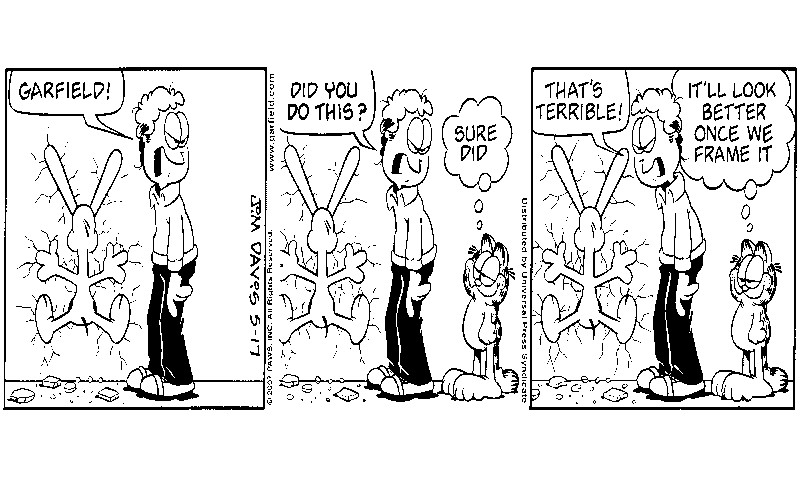 GARFIELD!
www.garfield.com
JIM DAVIS 5-17
© 2007 PAWS, INC. All Rights Reserved.
DID YOU
DO THIS?
SURE
DID
Distributed by Universal Press Syndicate
THAT'S
TERRIBLE!
IT'LL LOOK
BETTER
ONCE WE
FRAME IT